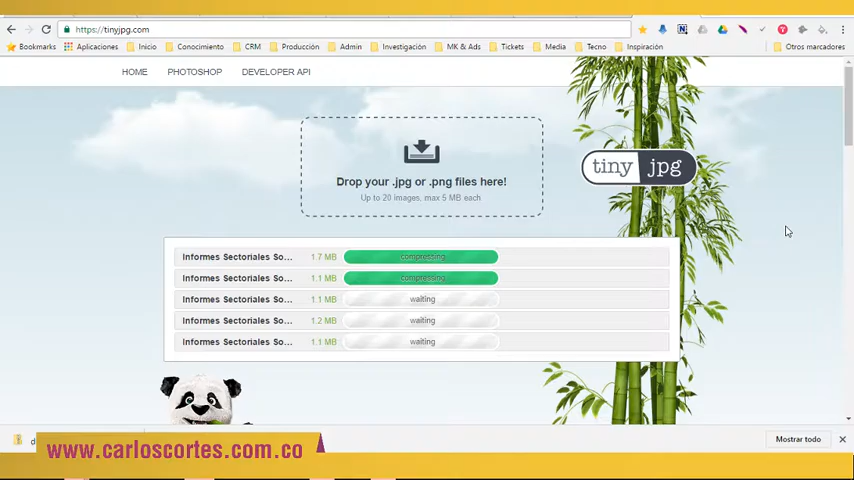 https://tinyjpg.com
Bookmarks Aplicaciones Inicio Conocimiento CRM Producción Admin Investigación MK & Ads Tickets Media Tecno Inspiración Otros marcadores
HOME PHOTOSHOP DEVELOPER API
Drop your .jpg or .png files here!
Up to 20 images, max 5 MB each
tiny jpg
Informes Sectoriales So... 1.7 MB compressing
Informes Sectoriales So... 1.1 MB compressing
Informes Sectoriales So... 1.1 MB waiting
Informes Sectoriales So... 1.2 MB waiting
Informes Sectoriales So... 1.1 MB waiting
Mostrar todo
www.carloscortes.com.co